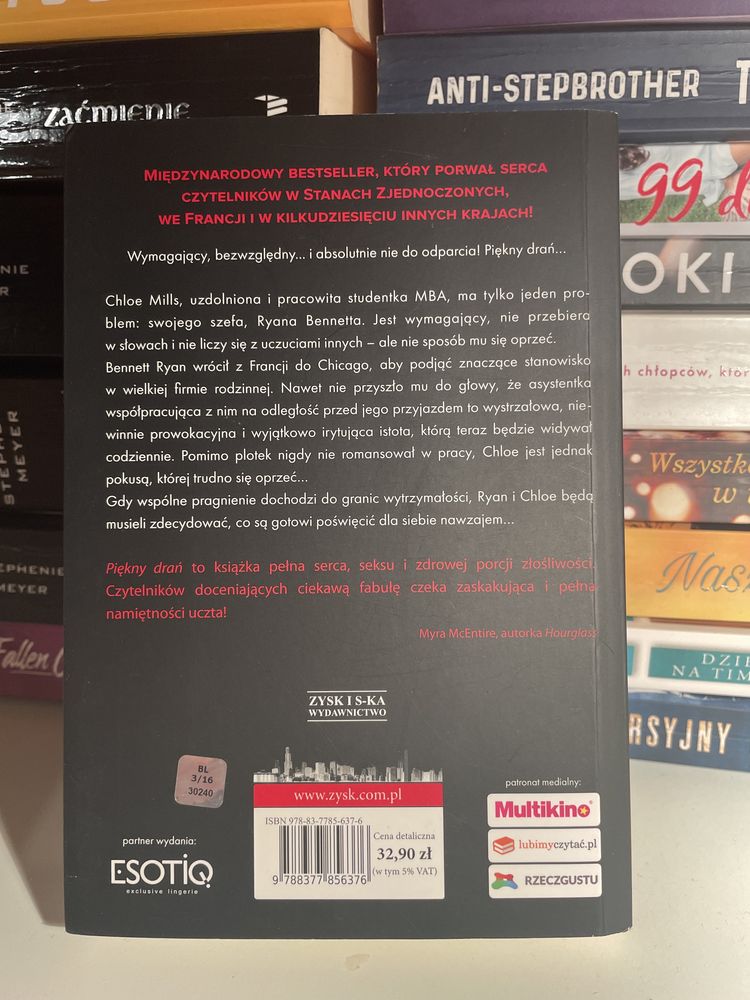 zaćmienie
ANTI-STEPBROTHER
99
OKI
h chłopców, któr
Wszystk
w
Nas
DZIE
NA TIM
RSYJNY
MEYER
MEYER
Fallen
MIĘDZYNARODOWY BESTSELLER, KTÓRY PORWAŁ SERCA
CZYTELNIKÓW W STANACH ZJEDNOCZONYCH,
WE FRANCJI I W KILKUDZIESIĘCIU INNYCH KRAJACH!
Wymagający, bezwzględny... i absolutnie nie do odparcia! Piękny drań...
Chloe Mills, uzdolniona i pracowita studentka MBA, ma tylko jeden pro-
blem: swojego szefa, Ryana Bennetta. Jest wymagający, nie przebiera
w słowach i nie liczy się z uczuciami innych – ale nie sposób mu się oprzeć.
Bennett Ryan wrócił z Francji do Chicago, aby podjąć znaczące stanowisko
w wielkiej firmie rodzinnej. Nawet nie przyszło mu do głowy, że asystentka
współpracująca z nim na odległość przed jego przyjazdem to wystrzałowa, nie-
winnie prowokacyjna i wyjątkowo irytująca istota, którą teraz będzie widywał
codziennie. Pomimo plotek nigdy nie romansował w pracy, Chloe jest jednak
pokusą, której trudno się oprzeć...
Gdy wspólne pragnienie dochodzi do granic wytrzymałości, Ryan i Chloe będą
musieli zdecydować, co są gotowi poświęcić dla siebie nawzajem...
Piękny drań to książka pełna serca, seksu i zdrowej porcji złośliwości.
Czytelników doceniających ciekawą fabułę czeka zaskakująca i pełna
namiętności uczta!
Myra McEntire, autorka Hourglass
ZYSK I S-KA
WYDAWNICTWO
BL
3/16
30240
www.zysk.com.pl
ISBN 978-83-7785-637-6
Cena detaliczna
32,90 zł
(w tym 5% VAT)
9 788377 856376
partner wydania:
ESOTIQ
exclusive lingerie
patronat medialny:
Multikino
lubimyczytać.pl
RZECZGUSTU